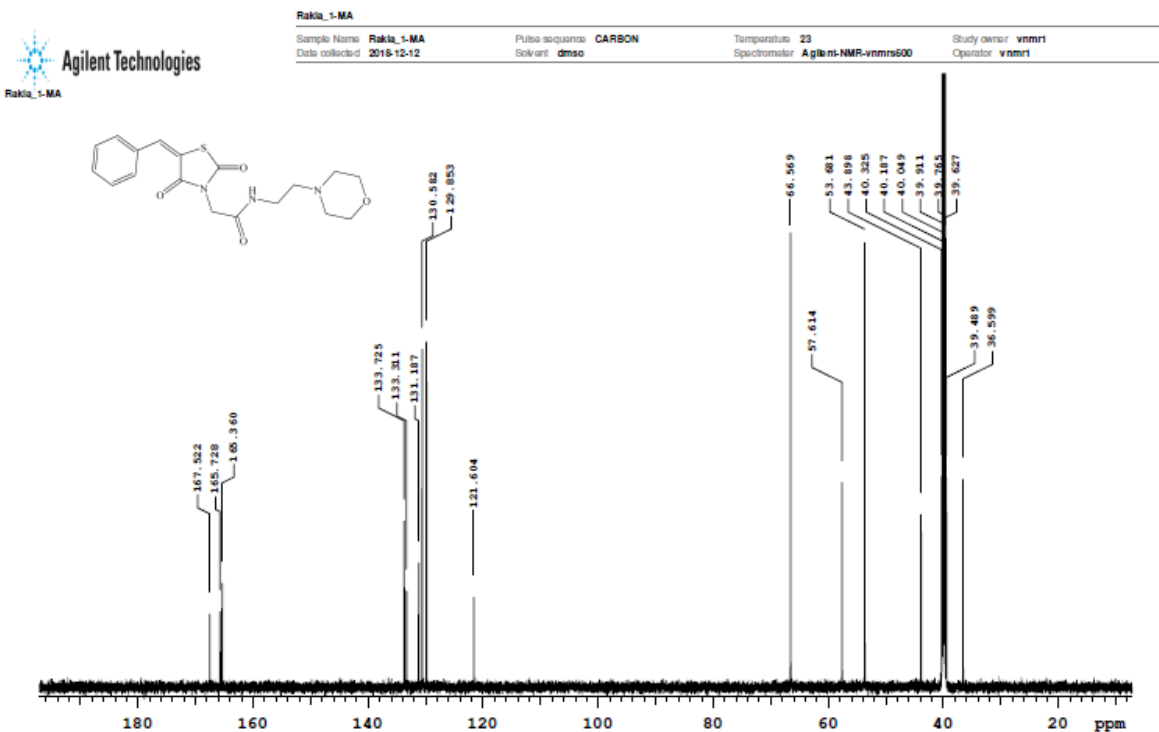 Rakia_1-MA
Sample Name Rakia_1-MA Pulse sequence CARBON Temperature 23 Study owner vnmr1
Date collected 2018-12-12 Solvent dmso Spectrometer Agilent-NMR-vnmrs600 Operator vnmr1
Agilent Technologies
Rakia_1-MA
S
O
O
N
H
N
O
N
O
167.522
165.728
165.360
133.725
133.311
131.187
130.582
129.853
121.604
66.569
57.614
53.681
43.898
40.325
40.187
40.049
39.911
39.765
39.627
39.489
36.599
180 160 140 120 100 80 60 40 20 ppm